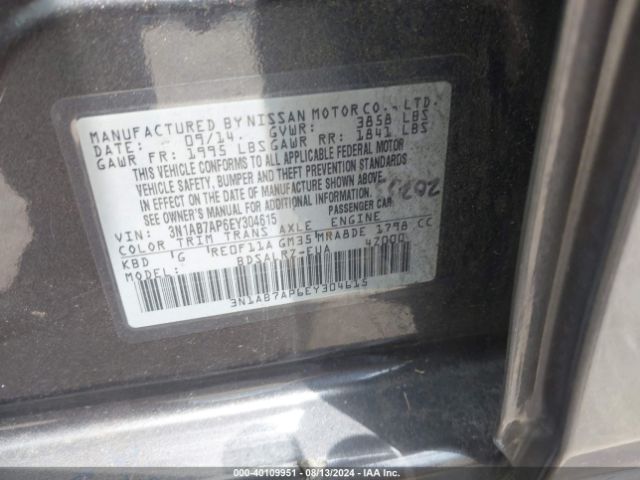 MANUFACTURED BY NISSAN MOTOR CO., LTD.
DATE: 09/14. GVWR: 3858 LBS
GAWR FR: 1995 LBS GAWR RR: 1841 LBS
THIS VEHICLE CONFORMS TO ALL APPLICABLE FEDERAL MOTOR
VEHICLE SAFETY, BUMPER AND THEFT PREVENTION STANDARDS
IN EFFECT ON THE DATE OF MANUFACTURE SHOWN ABOVE.
SEE OWNER'S MANUAL FOR ADDITIONAL INFORMATION
VIN: 3N1AB7AP6EY304615 PASSENGER CAR
COLOR TRIM TRANS AXLE ENGINE
KBD G RE0F11A GM35 MRA8DE 1798 CC
MODEL: BDSALRZ-EUA 47000
3N1AB7AP6EY304615
000-40109951 08/13/2024 IAAI.COM